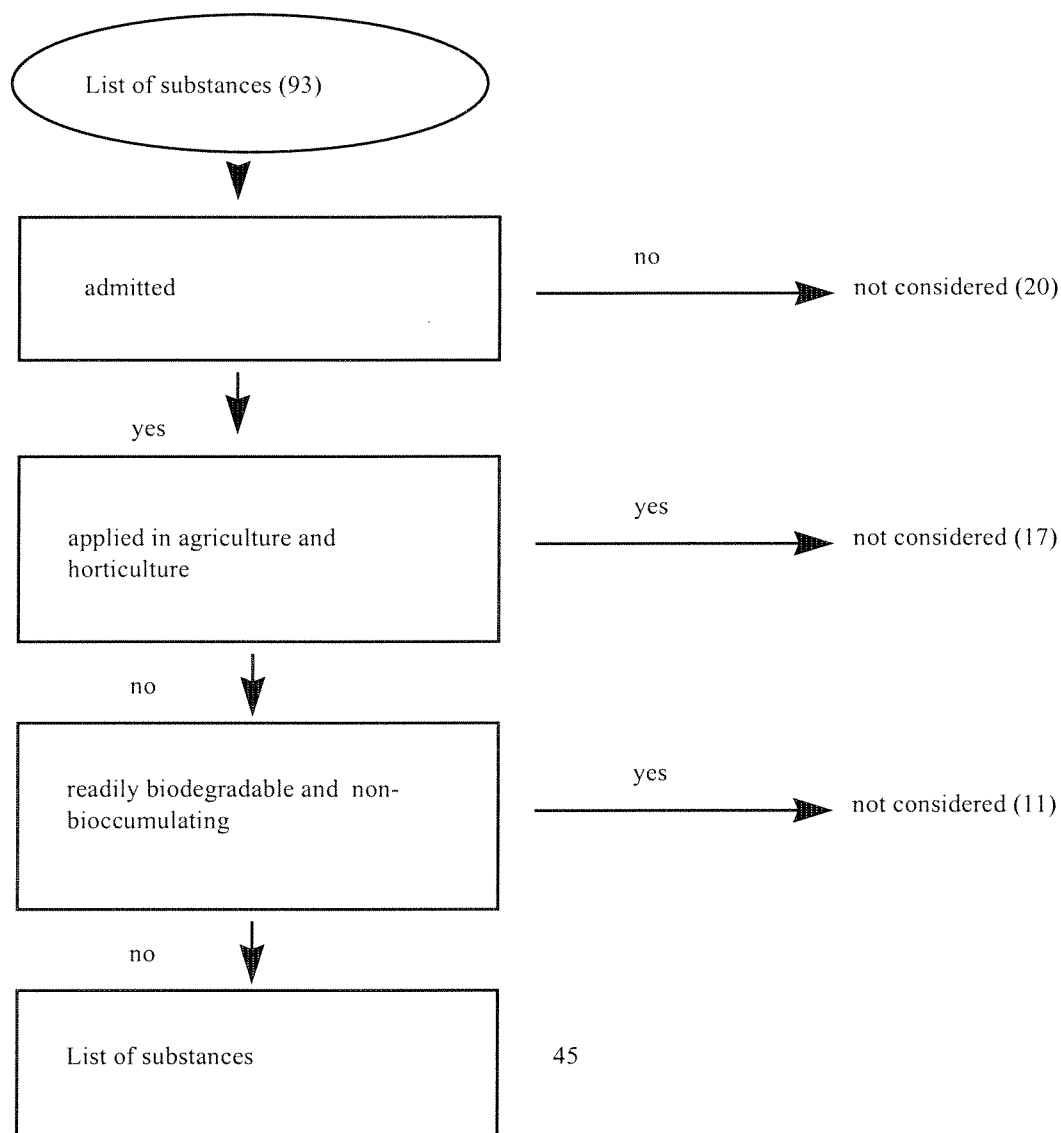 List of substances (93)
admitted
no
not considered (20)
yes
applied in agriculture and
horticulture
yes
not considered (17)
no
readily biodegradable and non-
bioccumulating
yes
not considered (11)
no
List of substances
45